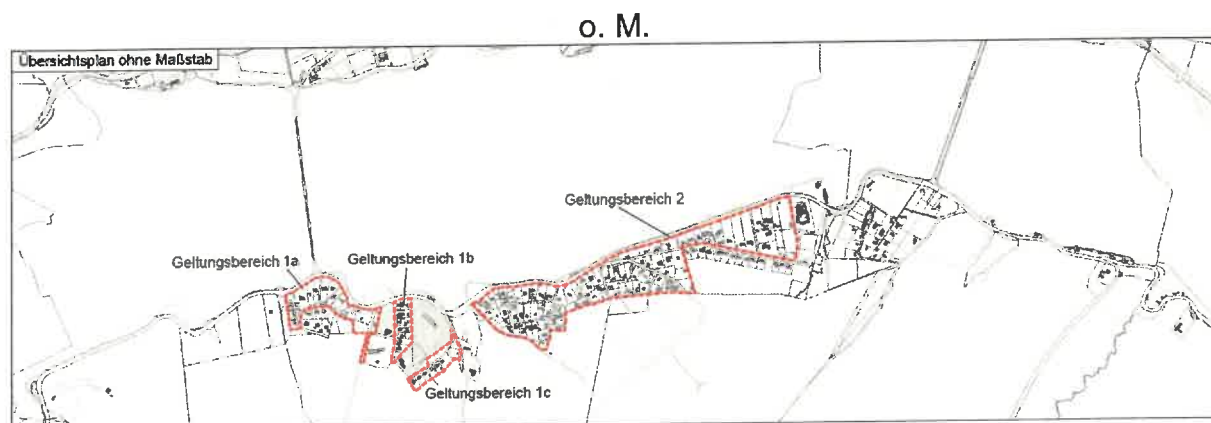 o. M.
Übersichtsplan ohne Maßstab
Geltungsbereich 2
Geltungsbereich 1a
Geltungsbereich 1b
Geltungsbereich 1c